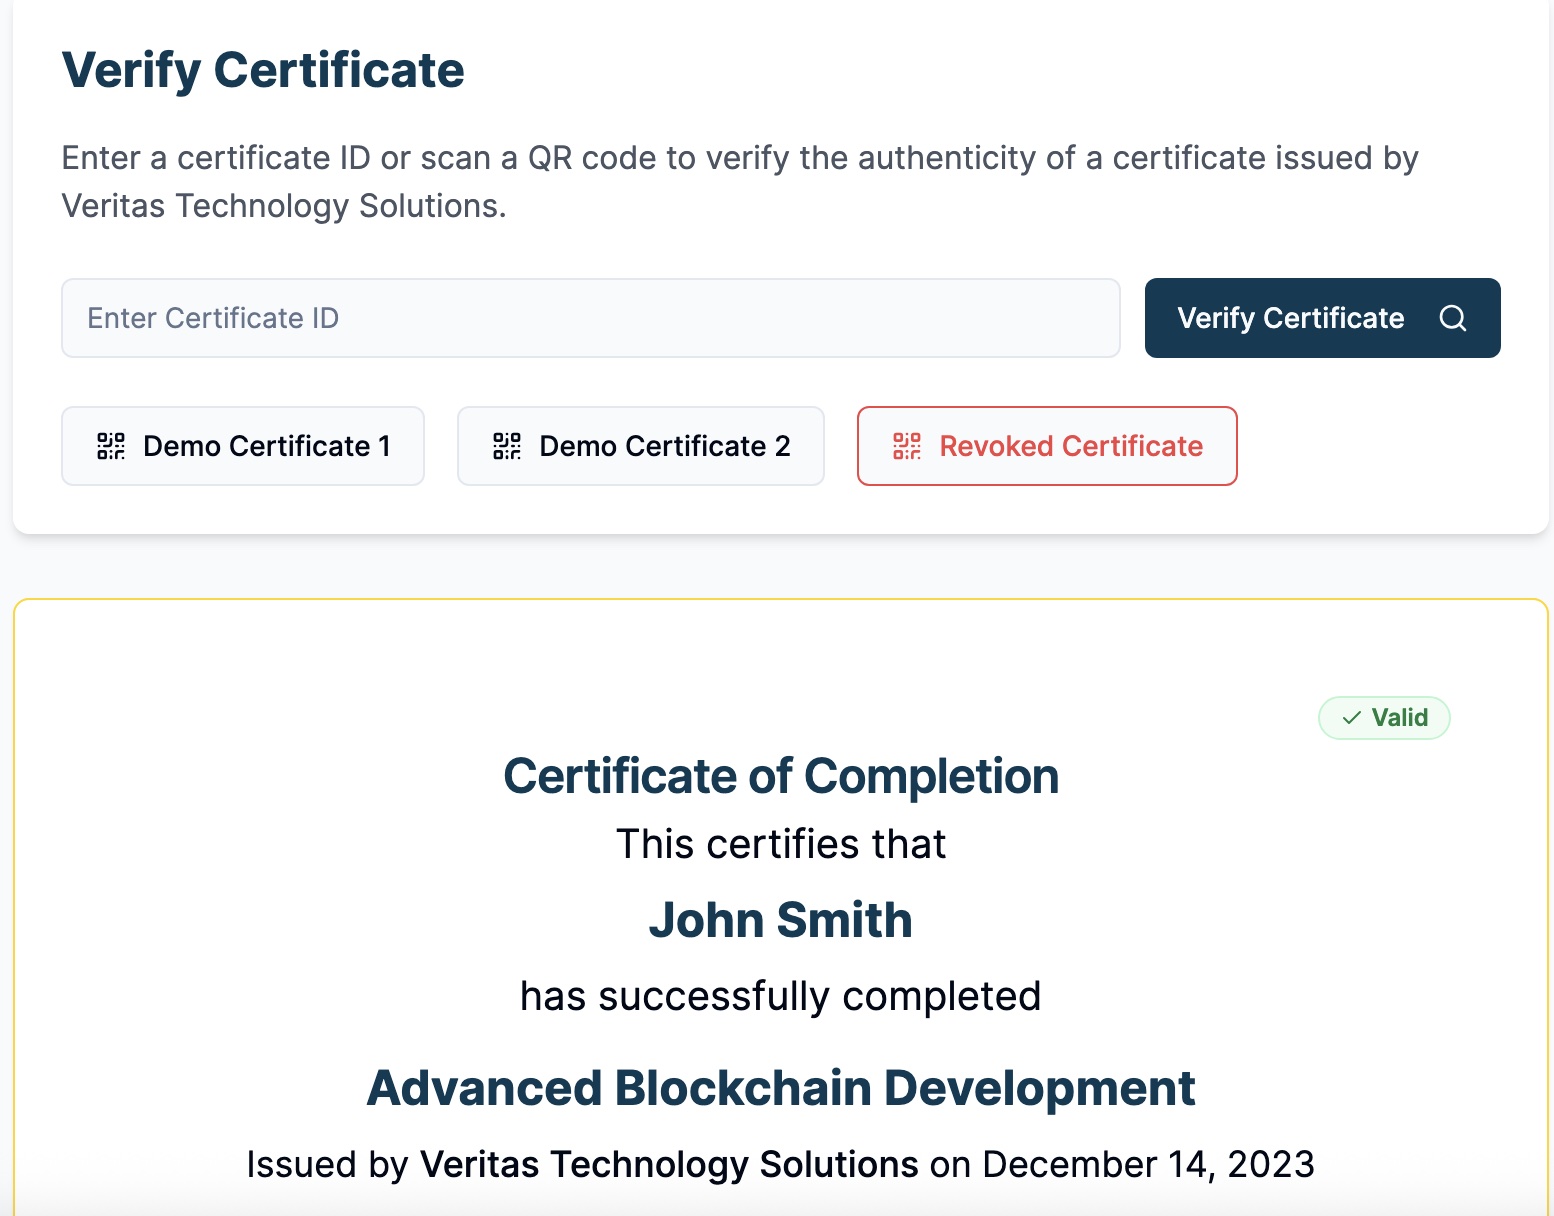 Verify Certificate
Enter a certificate ID or scan a QR code to verify the authenticity of a certificate issued by
Veritas Technology Solutions.
Enter Certificate ID
Verify Certificate
Demo Certificate 1
Demo Certificate 2
Revoked Certificate
Valid
Certificate of Completion
This certifies that
John Smith
has successfully completed
Advanced Blockchain Development
Issued by Veritas Technology Solutions on December 14, 2023